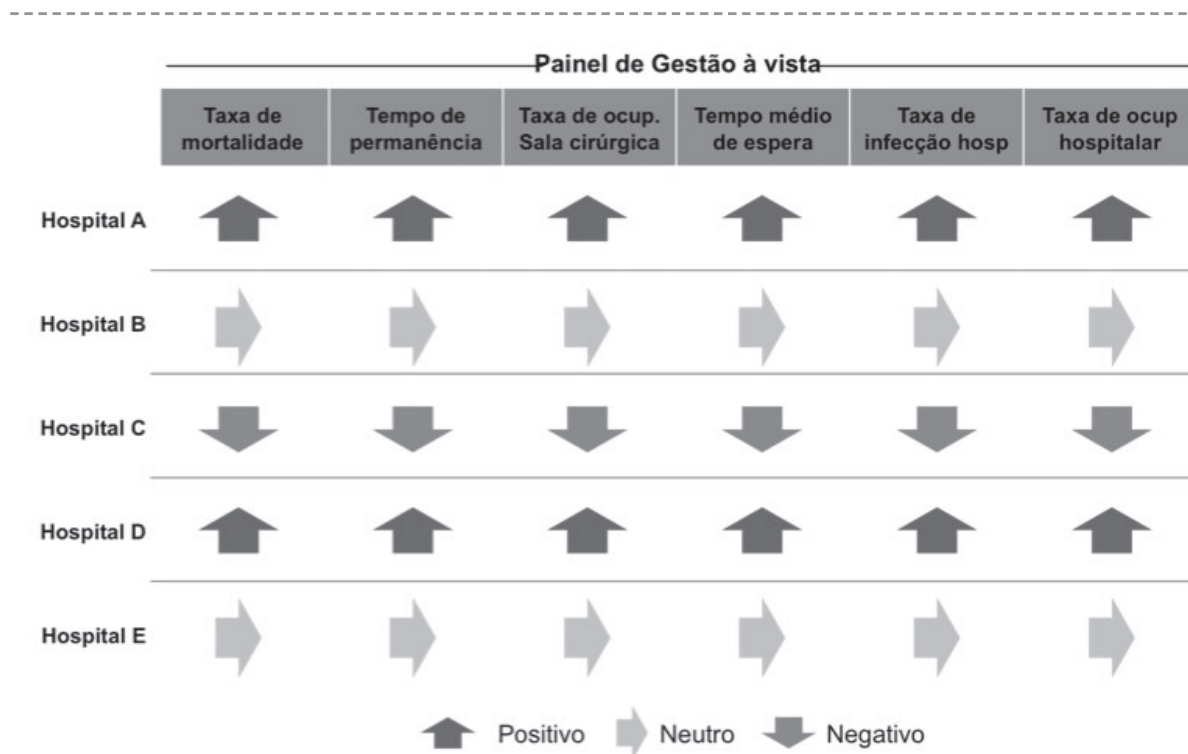 Painel de Gestão à vista
Taxa de mortalidade
Tempo de permanência
Taxa de ocup. Sala cirúrgica
Tempo médio de espera
Taxa de infecção hosp
Taxa de ocup hospitalar
Hospital A
Hospital B
Hospital C
Hospital D
Hospital E
Positivo Neutro Negativo